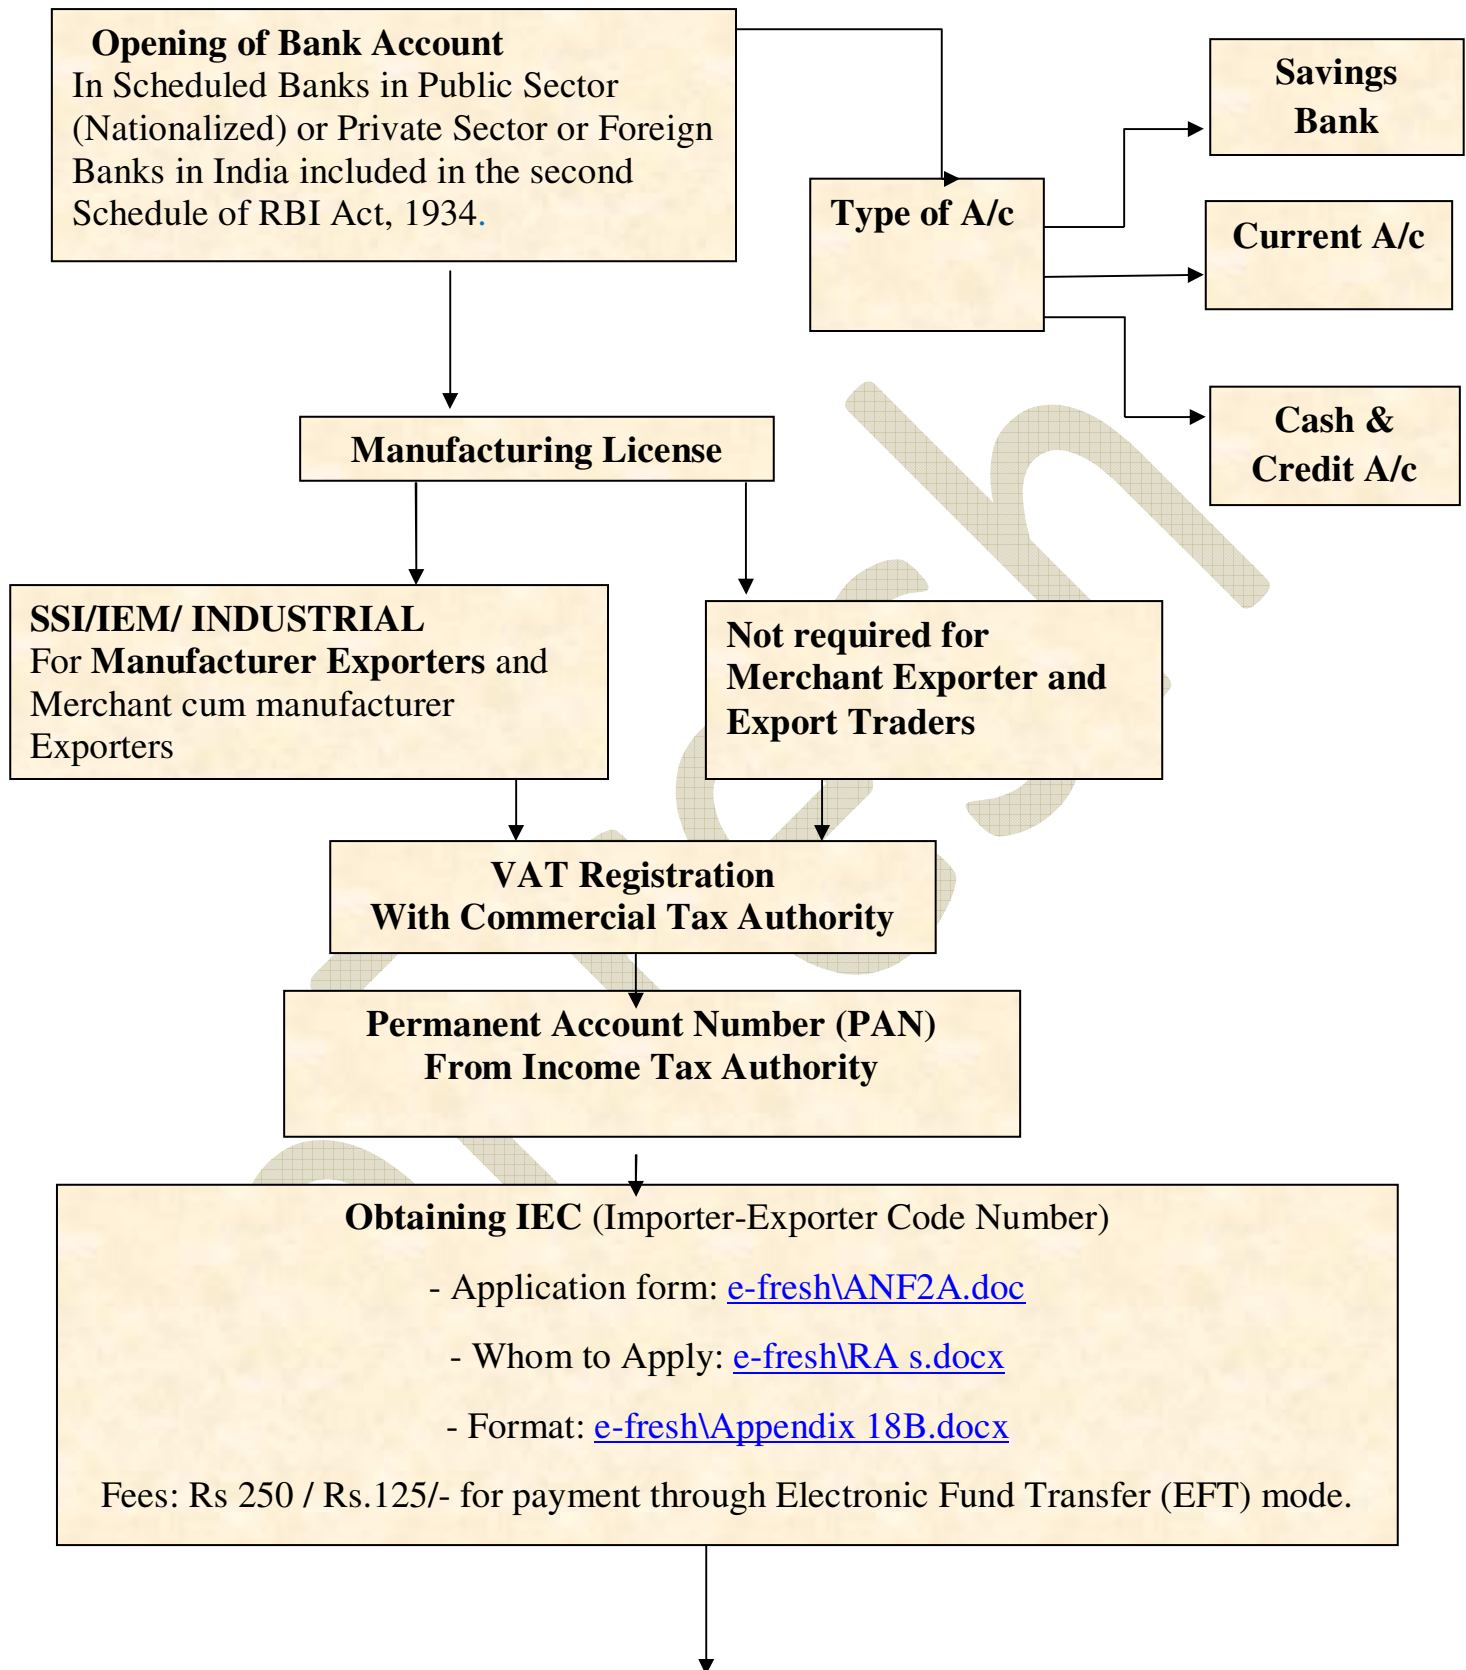 Opening of Bank Account
In Scheduled Banks in Public Sector
(Nationalized) or Private Sector or Foreign
Banks in India included in the second
Schedule of RBI Act, 1934.
Type of A/c
Savings
Bank
Current A/c
Cash &
Credit A/c
Manufacturing License
SSI/IEM/ INDUSTRIAL
For Manufacturer Exporters and
Merchant cum manufacturer
Exporters
Not required for
Merchant Exporter and
Export Traders
VAT Registration
With Commercial Tax Authority
Permanent Account Number (PAN)
From Income Tax Authority
Obtaining IEC (Importer-Exporter Code Number)
- Application form: e-fresh\ANF2A.doc
- Whom to Apply: e-fresh\RA s.docx
- Format: e-fresh\Appendix 18B.docx
Fees: Rs 250 / Rs.125/- for payment through Electronic Fund Transfer (EFT) mode.